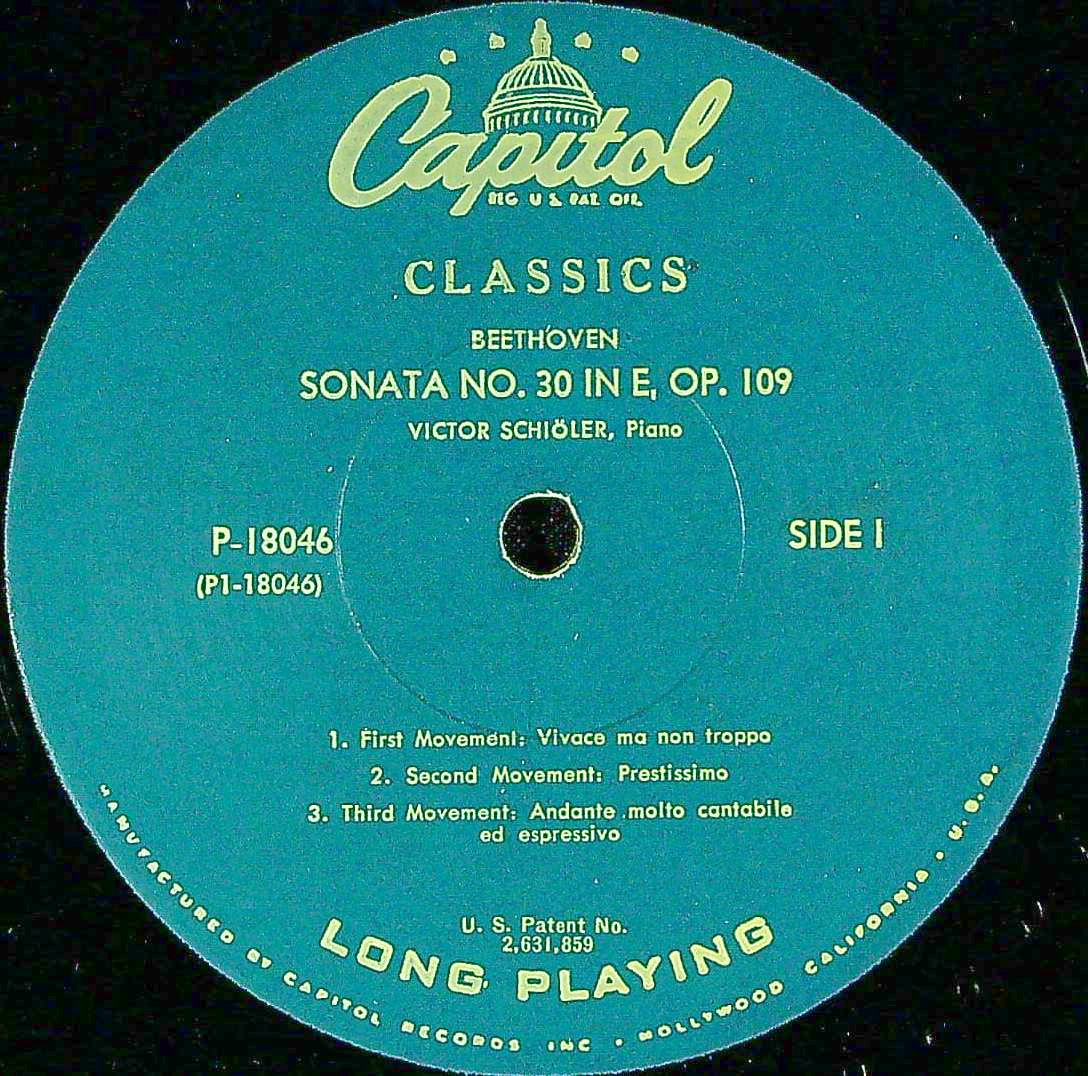 Capitol
REG. U.S. PAT. OFF.
CLASSICS
BEETHOVEN
SONATA NO. 30 IN E, OP. 109
VICTOR SCHIÖLER, Piano
P-18046
(P1-18046)
SIDE 1
1. First Movement: Vivace ma non troppo
2. Second Movement: Prestissimo
3. Third Movement: Andante molto cantabile
ed espressivo
U. S. Patent No.
2,631,859
LONG PLAYING
MANUFACTURED BY CAPITOL RECORDS INC • HOLLYWOOD CALIFORNIA • U.S.A.